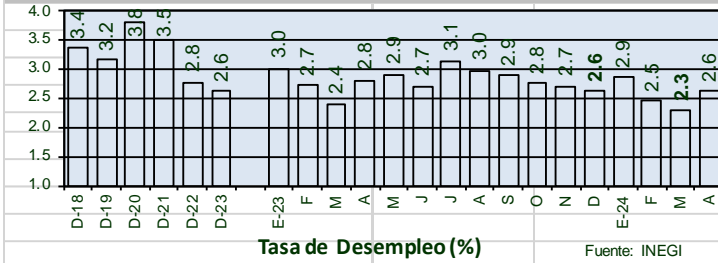 4.0
3.5
3.0
2.5
2.0
1.5
1.0
3.4
3.2
3.8
3.5
2.8
2.6
3.0
2.7
2.4
2.8
2.9
2.7
3.1
3.0
2.9
2.8
2.7
2.6
2.9
2.5
2.3
2.6
D-18
D-19
D-20
D-21
D-22
D-23
E-23
F
M
A
M
J
J
A
S
O
N
D
E-24
F
M
A
Tasa de Desempleo (%)
Fuente: INEGI